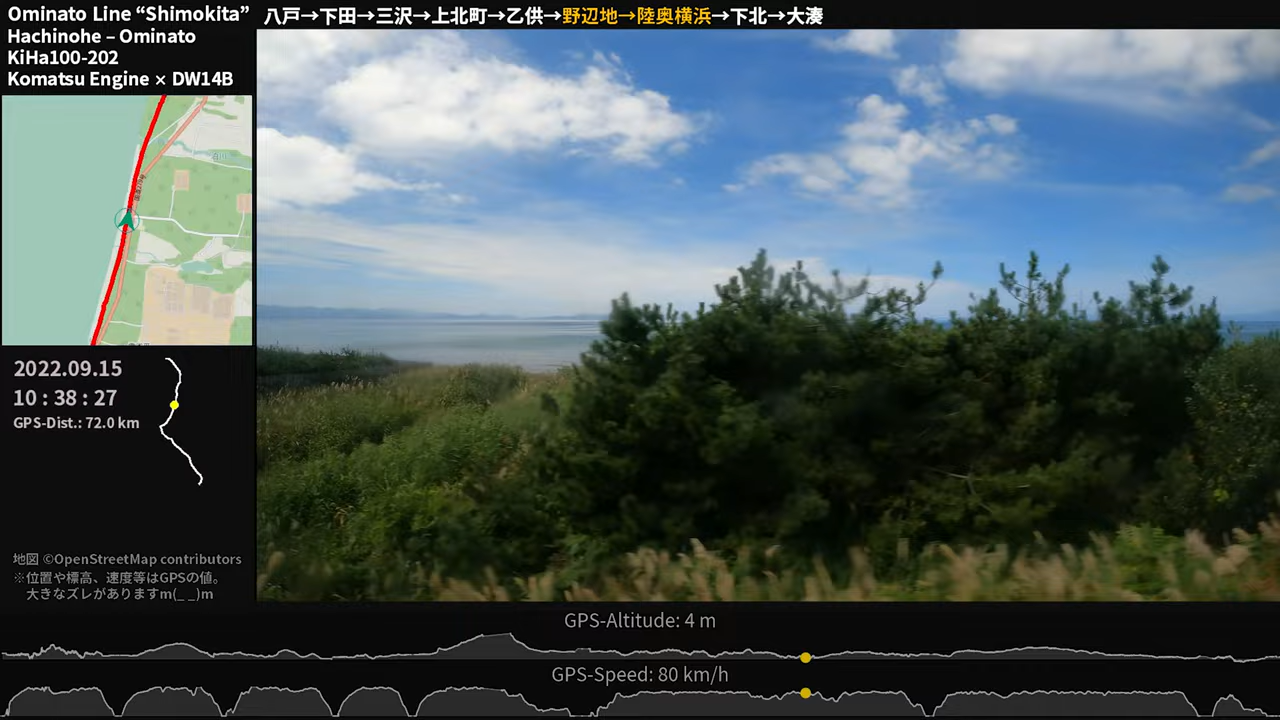 Ominato Line “Shimokita”
Hachinohe – Ominato
KiHa100-202
Komatsu Engine × DW14B
八戸→下田→三沢→上北町→乙供→野辺地→陸奥横浜→下北→大湊
2022.09.15
10 : 38 : 27
GPS-Dist.: 72.0 km
地図 ©OpenStreetMap contributors
※位置や標高、速度等はGPSの値。
大きなズレがありますm(_ _)m
GPS-Altitude: 4 m
GPS-Speed: 80 km/h